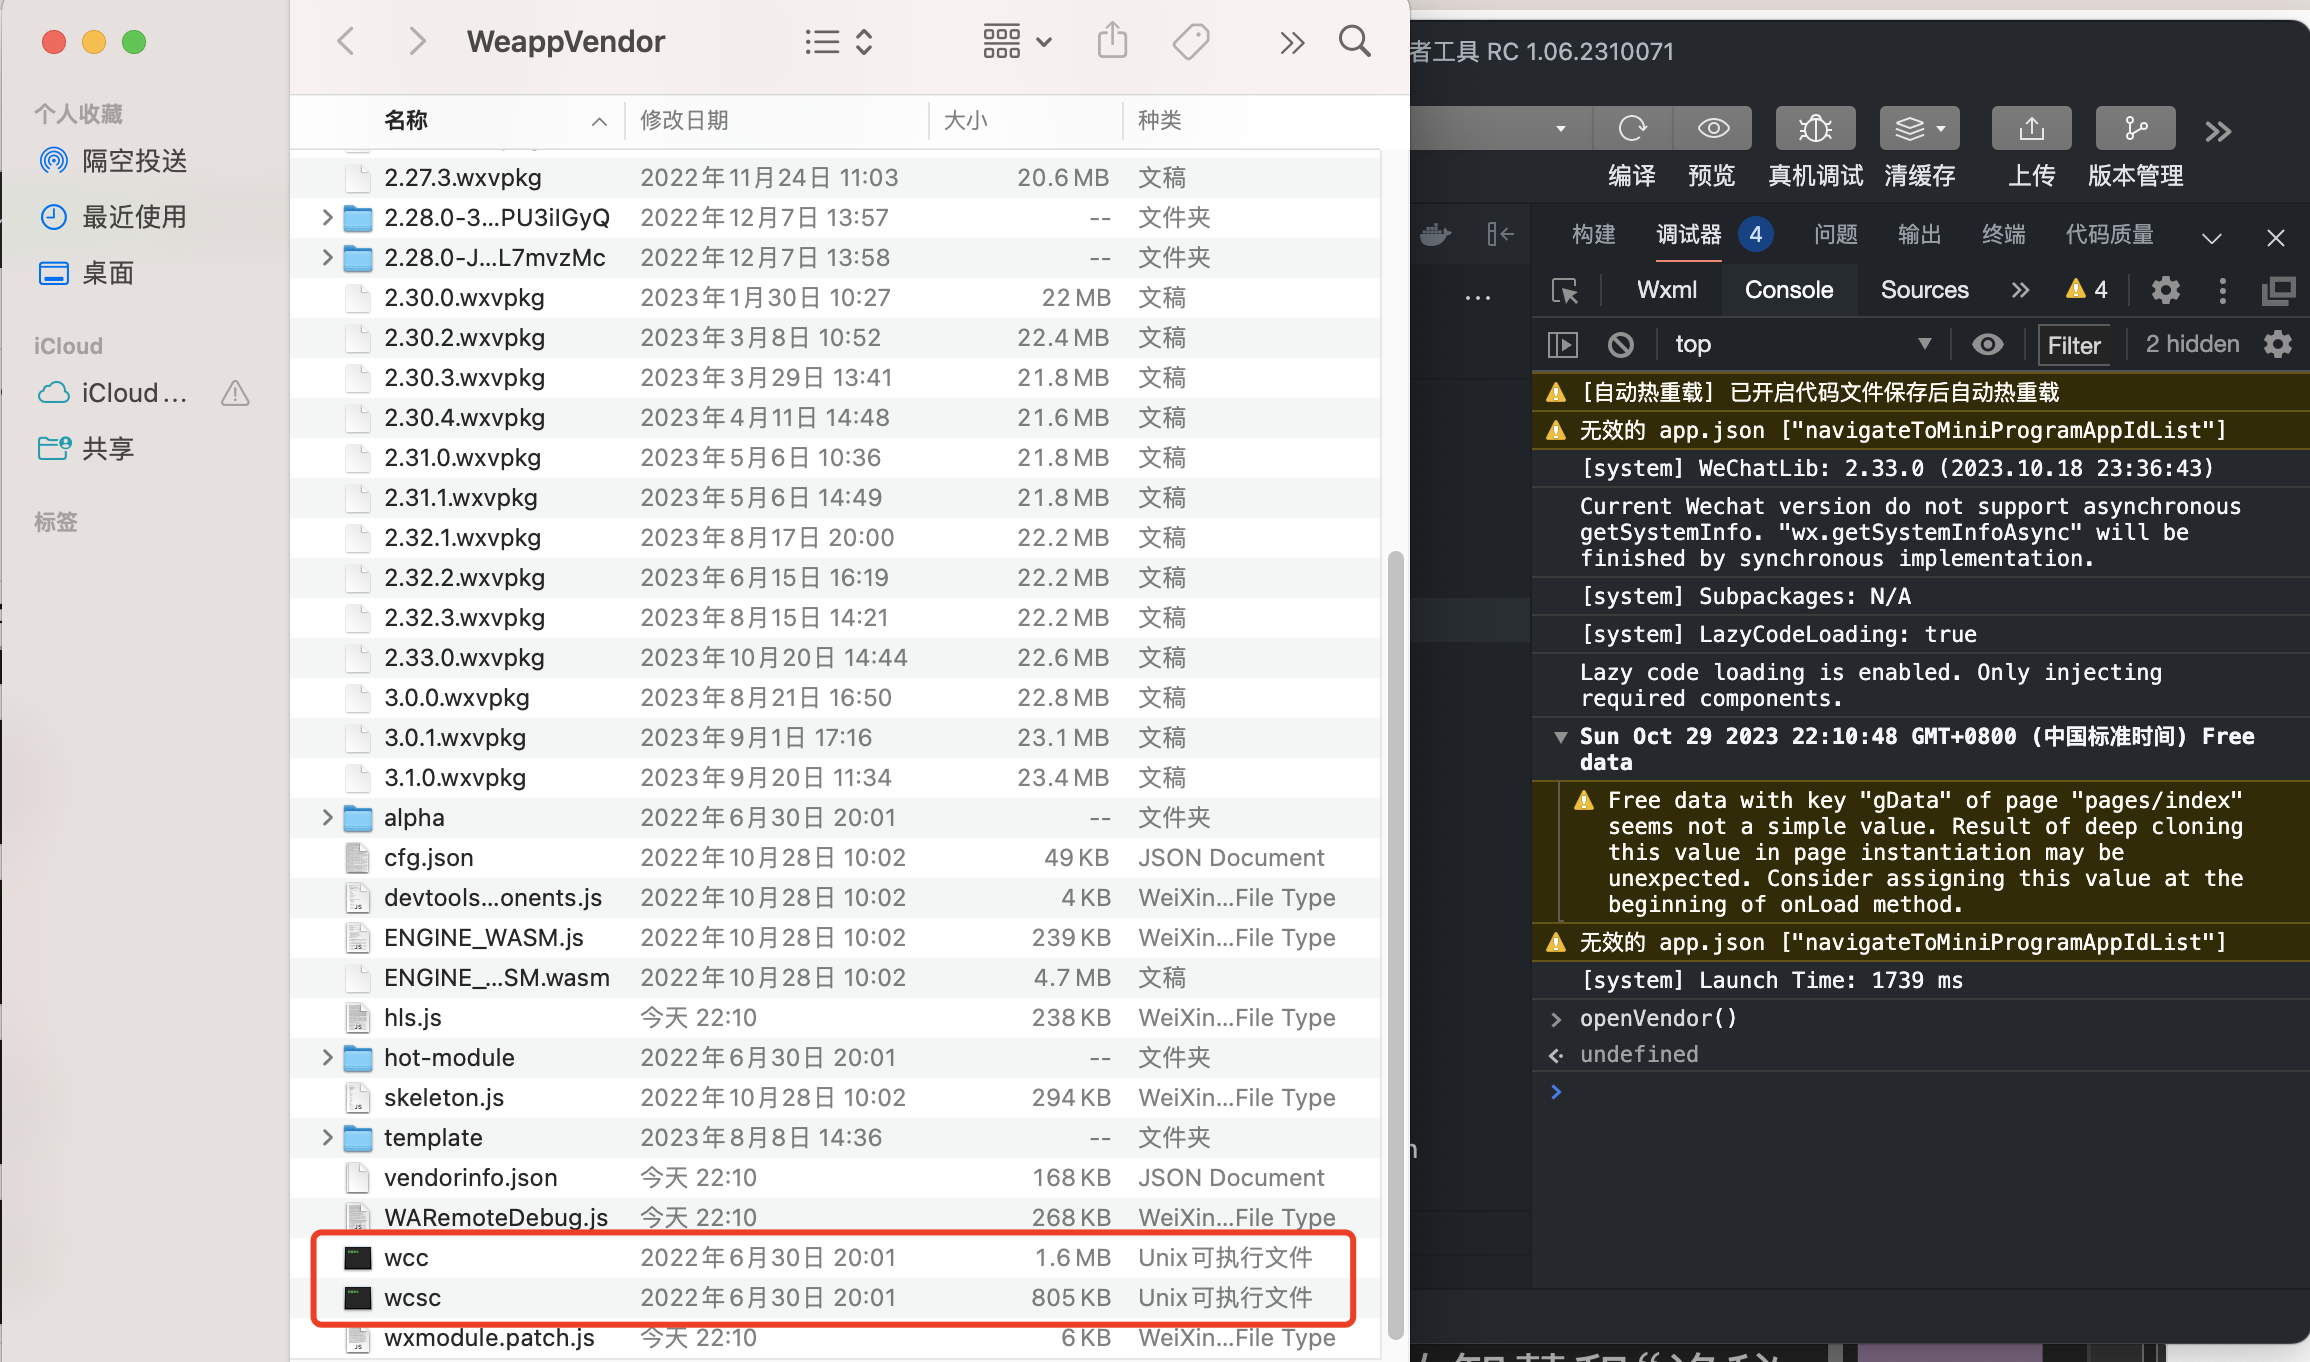 WeappVendor
个人收藏
隔空投送
最近使用
桌面
iCloud
iCloud...
共享
标签
名称 修改日期 大小 种类
2.27.3.wxvpkg 2022年11月24日 11:03 20.6 MB 文稿
2.28.0-3...PU3iIGyQ 2022年12月7日 13:57 -- 文件夹
2.28.0-J...L7mvzMc 2022年12月7日 13:58 -- 文件夹
2.30.0.wxvpkg 2023年1月30日 10:27 22 MB 文稿
2.30.2.wxvpkg 2023年3月8日 10:52 22.4 MB 文稿
2.30.3.wxvpkg 2023年3月29日 13:41 21.8 MB 文稿
2.30.4.wxvpkg 2023年4月11日 14:48 21.6 MB 文稿
2.31.0.wxvpkg 2023年5月6日 10:36 21.8 MB 文稿
2.31.1.wxvpkg 2023年5月6日 14:49 21.8 MB 文稿
2.32.1.wxvpkg 2023年8月17日 20:00 22.2 MB 文稿
2.32.2.wxvpkg 2023年6月15日 16:19 22.2 MB 文稿
2.32.3.wxvpkg 2023年8月15日 14:21 22.2 MB 文稿
2.33.0.wxvpkg 2023年10月20日 14:44 22.6 MB 文稿
3.0.0.wxvpkg 2023年8月21日 16:50 22.8 MB 文稿
3.0.1.wxvpkg 2023年9月1日 17:16 23.1 MB 文稿
3.1.0.wxvpkg 2023年9月20日 11:34 23.4 MB 文稿
alpha 2022年6月30日 20:01 -- 文件夹
cfg.json 2022年10月28日 10:02 49 KB JSON Document
devtools...onents.js 2022年10月28日 10:02 4 KB WeiXin...File Type
ENGINE_WASM.js 2022年10月28日 10:02 239 KB WeiXin...File Type
ENGINE_...SM.wasm 2022年10月28日 10:02 4.7 MB 文稿
hls.js 今天 22:10 238 KB WeiXin...File Type
hot-module 2022年6月30日 20:01 -- 文件夹
skeleton.js 2022年10月28日 10:02 294 KB WeiXin...File Type
template 2023年8月8日 14:36 -- 文件夹
vendorinfo.json 今天 22:10 168 KB JSON Document
WARemoteDebug.js 今天 22:10 268 KB WeiXin...File Type
wcc 2022年6月30日 20:01 1.6 MB Unix可执行文件
wcsc 2022年6月30日 20:01 805 KB Unix可执行文件
wxmodule.patch.js 今天 22:10 6 KB WeiXin...File Type
者工具 RC 1.06.2310071
编译 预览 真机调试 清缓存 上传 版本管理
构建 调试器 4 问题 输出 终端 代码质量
Wxml Console Sources 4
top Filter 2 hidden
[自动热重载] 已开启代码文件保存后自动热重载
无效的 app.json ["navigateToMiniProgramAppIdList"]
[system] WeChatLib: 2.33.0 (2023.10.18 23:36:43)
Current Wechat version do not support asynchronous
getSystemInfo. "wx.getSystemInfoAsync" will be
finished by synchronous implementation.
[system] Subpackages: N/A
[system] LazyCodeLoading: true
Lazy code loading is enabled. Only injecting
required components.
Sun Oct 29 2023 22:10:48 GMT+0800 (中国标准时间) Free
data
Free data with key "gData" of page "pages/index"
seems not a simple value. Result of deep cloning
this value in page instantiation may be
unexpected. Consider assigning this value at the
beginning of onLoad method.
无效的 app.json ["navigateToMiniProgramAppIdList"]
[system] Launch Time: 1739 ms
openVendor()
undefined